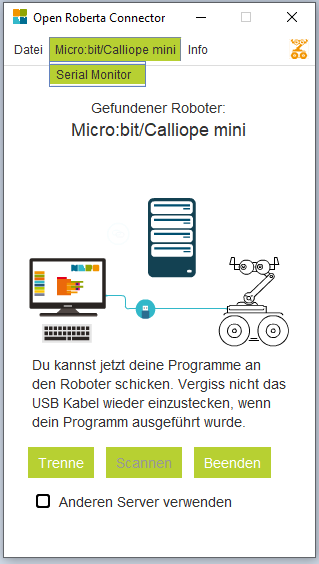 Open Roberta Connector
Datei Micro:bit/Calliope mini Info
Serial Monitor
Gefundener Roboter:
Micro:bit/Calliope mini
Du kannst jetzt deine Programme an
den Roboter schicken. Vergiss nicht das
USB Kabel wieder einzustecken, wenn
dein Programm ausgeführt wurde.
Trenne Scannen Beenden
Anderen Server verwenden